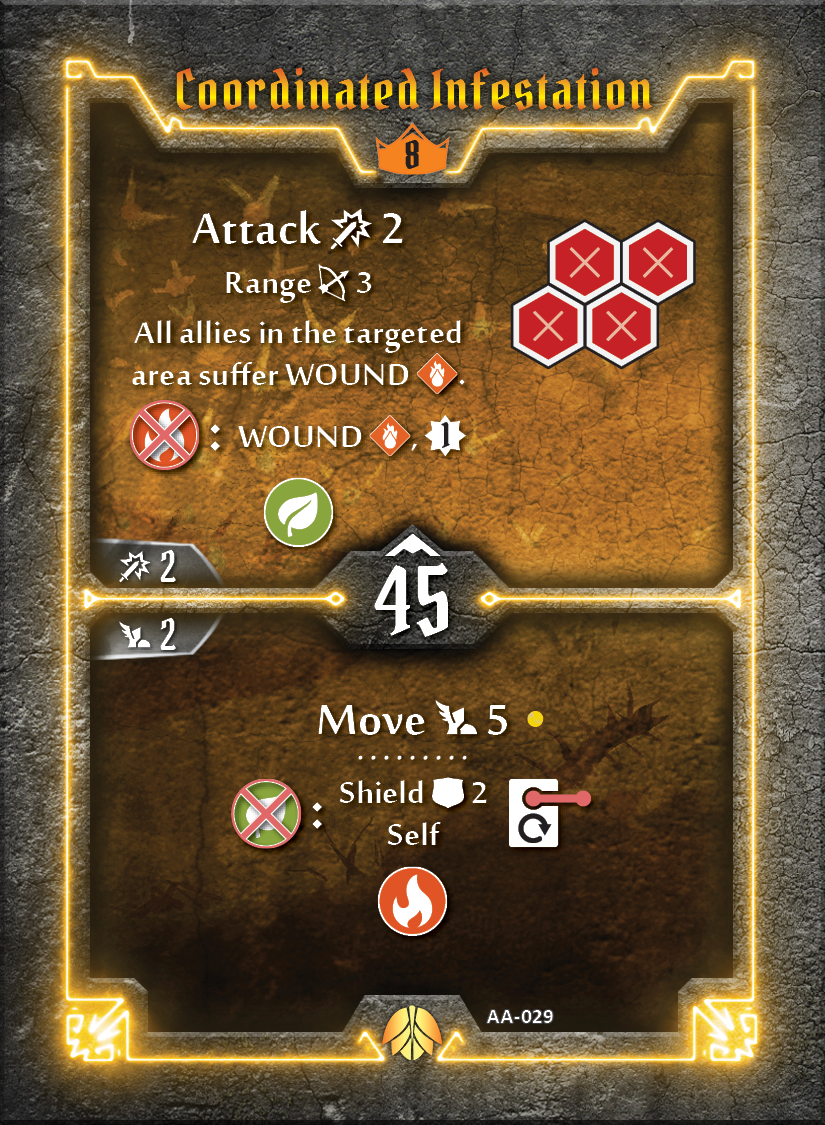 Coordinated Infestation
8
Attack 2
Range 3
All allies in the targeted
area suffer WOUND .
: WOUND , 1
2
45
2
Move 5
: Shield 2
Self
AA-029